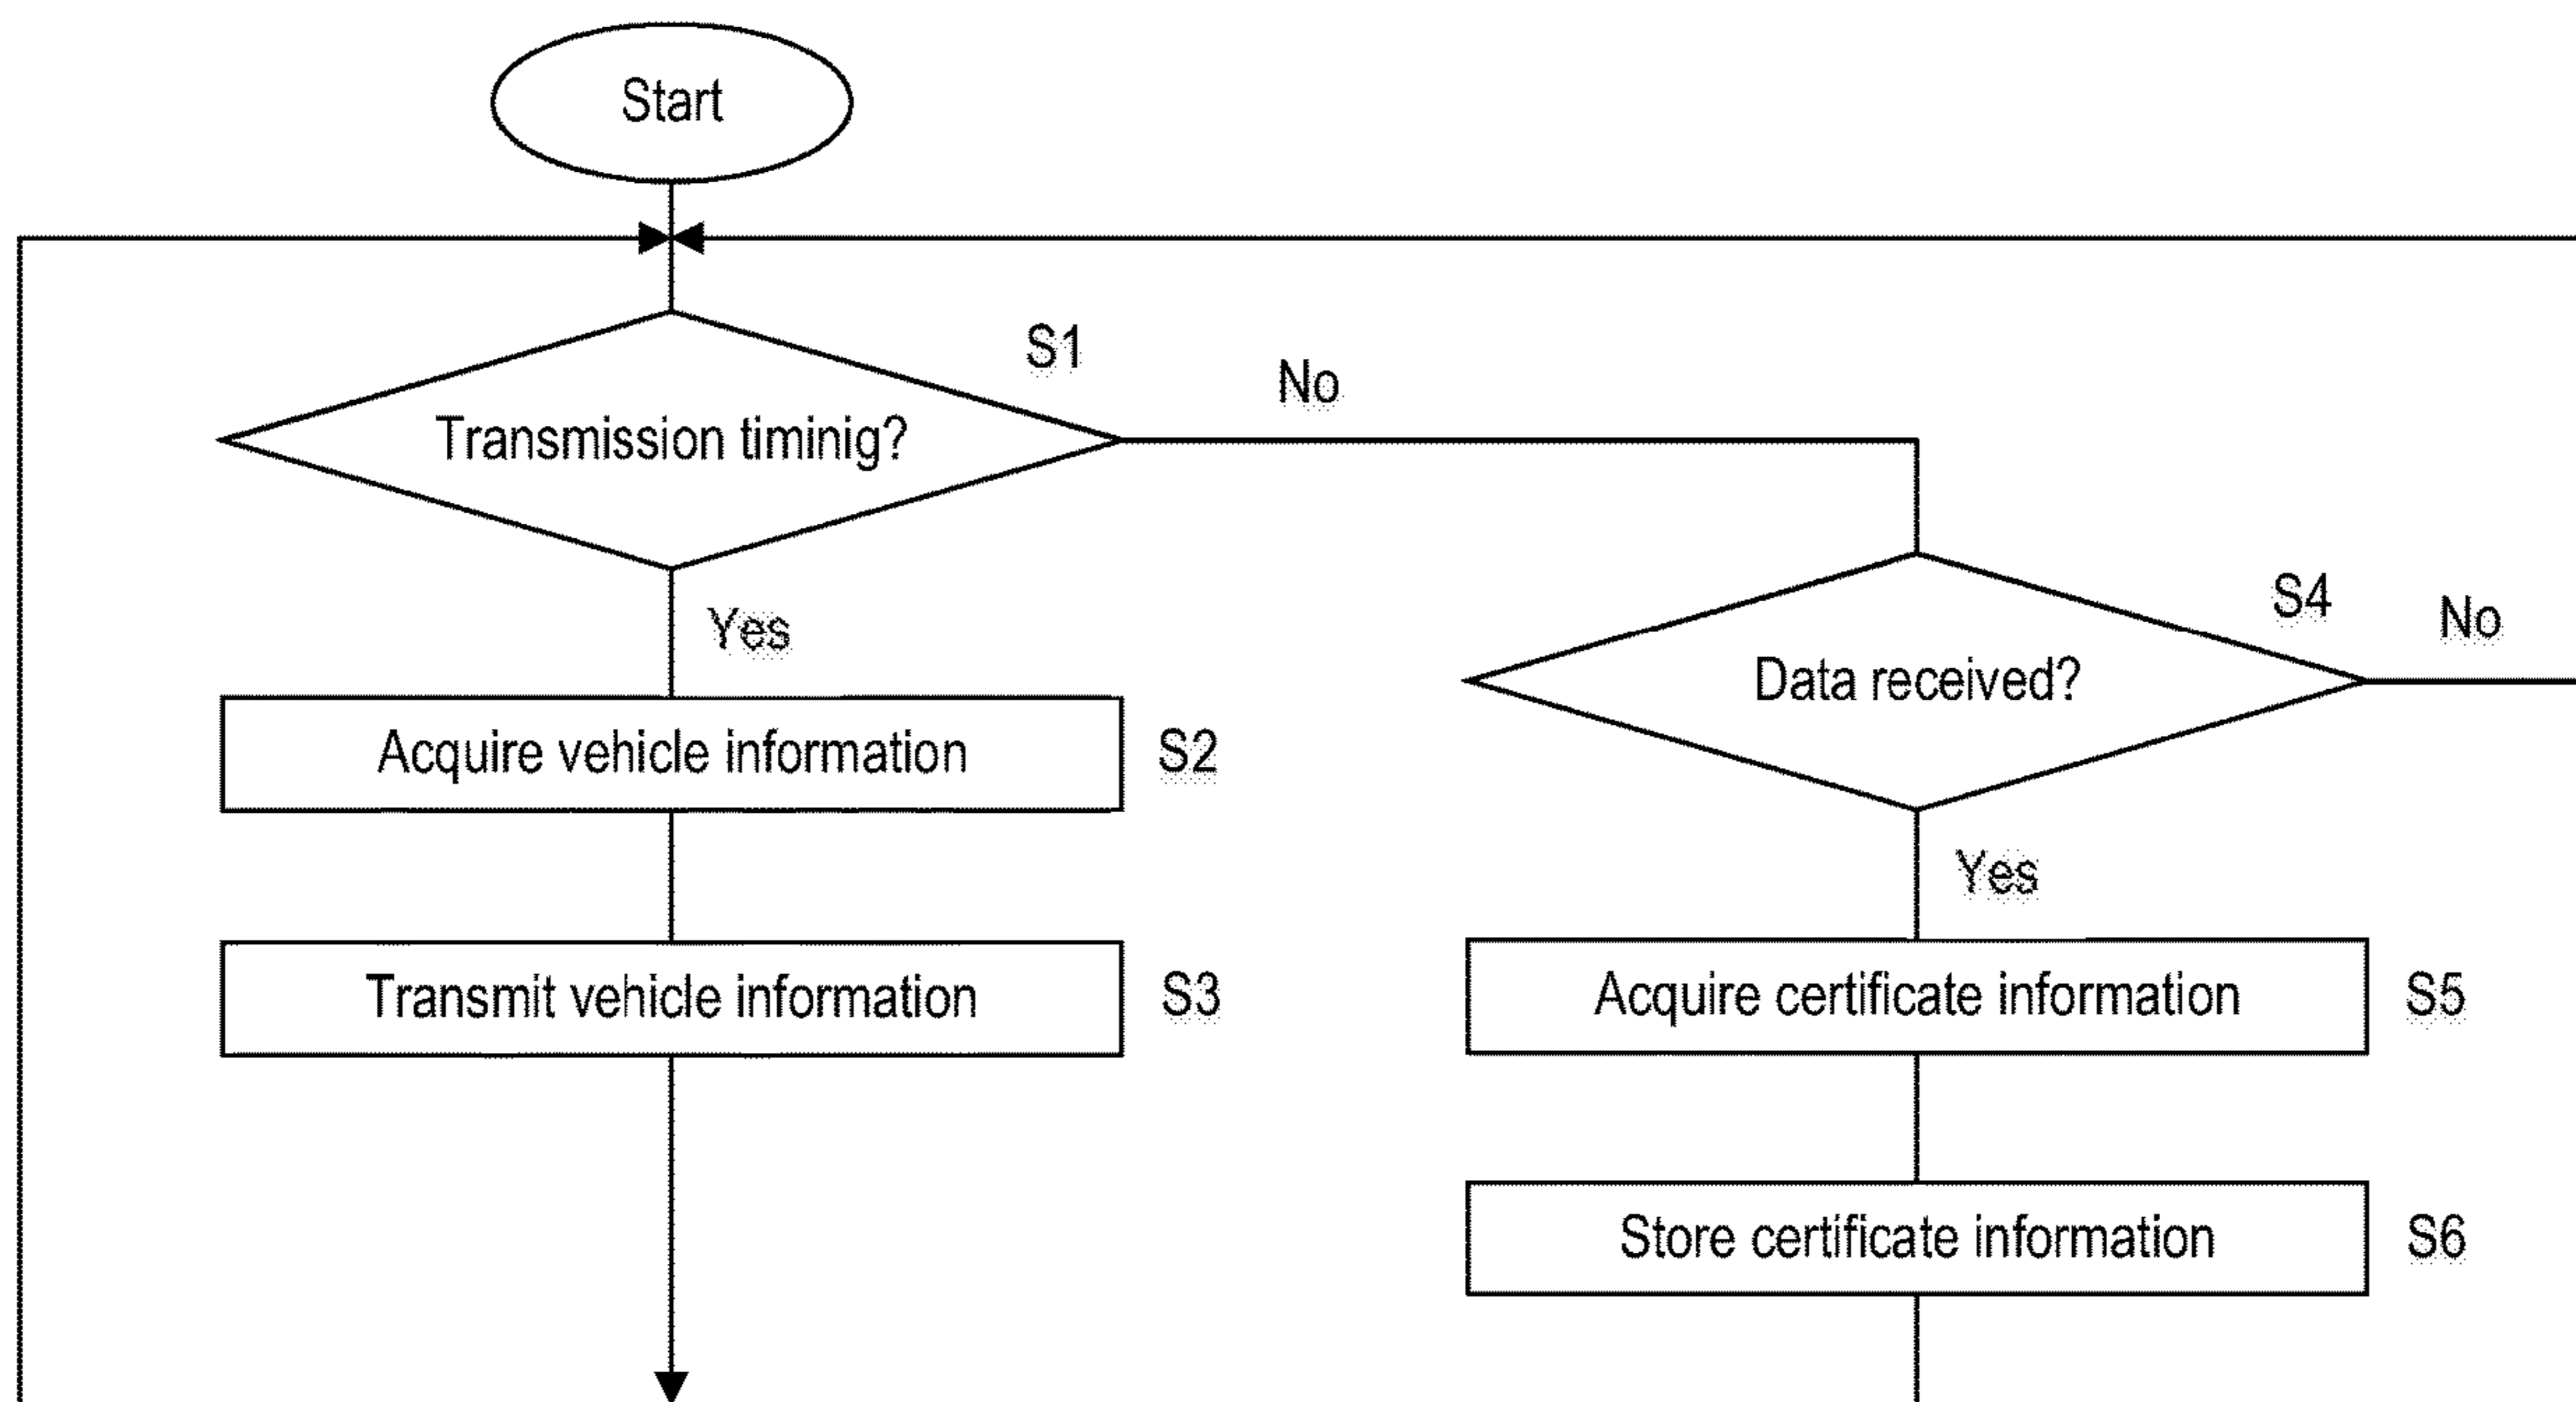 Start
S1
No
Transmission timinig?
Yes
S4
No
Data received?
Acquire vehicle information
S2
Yes
Transmit vehicle information
S3
Acquire certificate information
S5
Store certificate information
S6